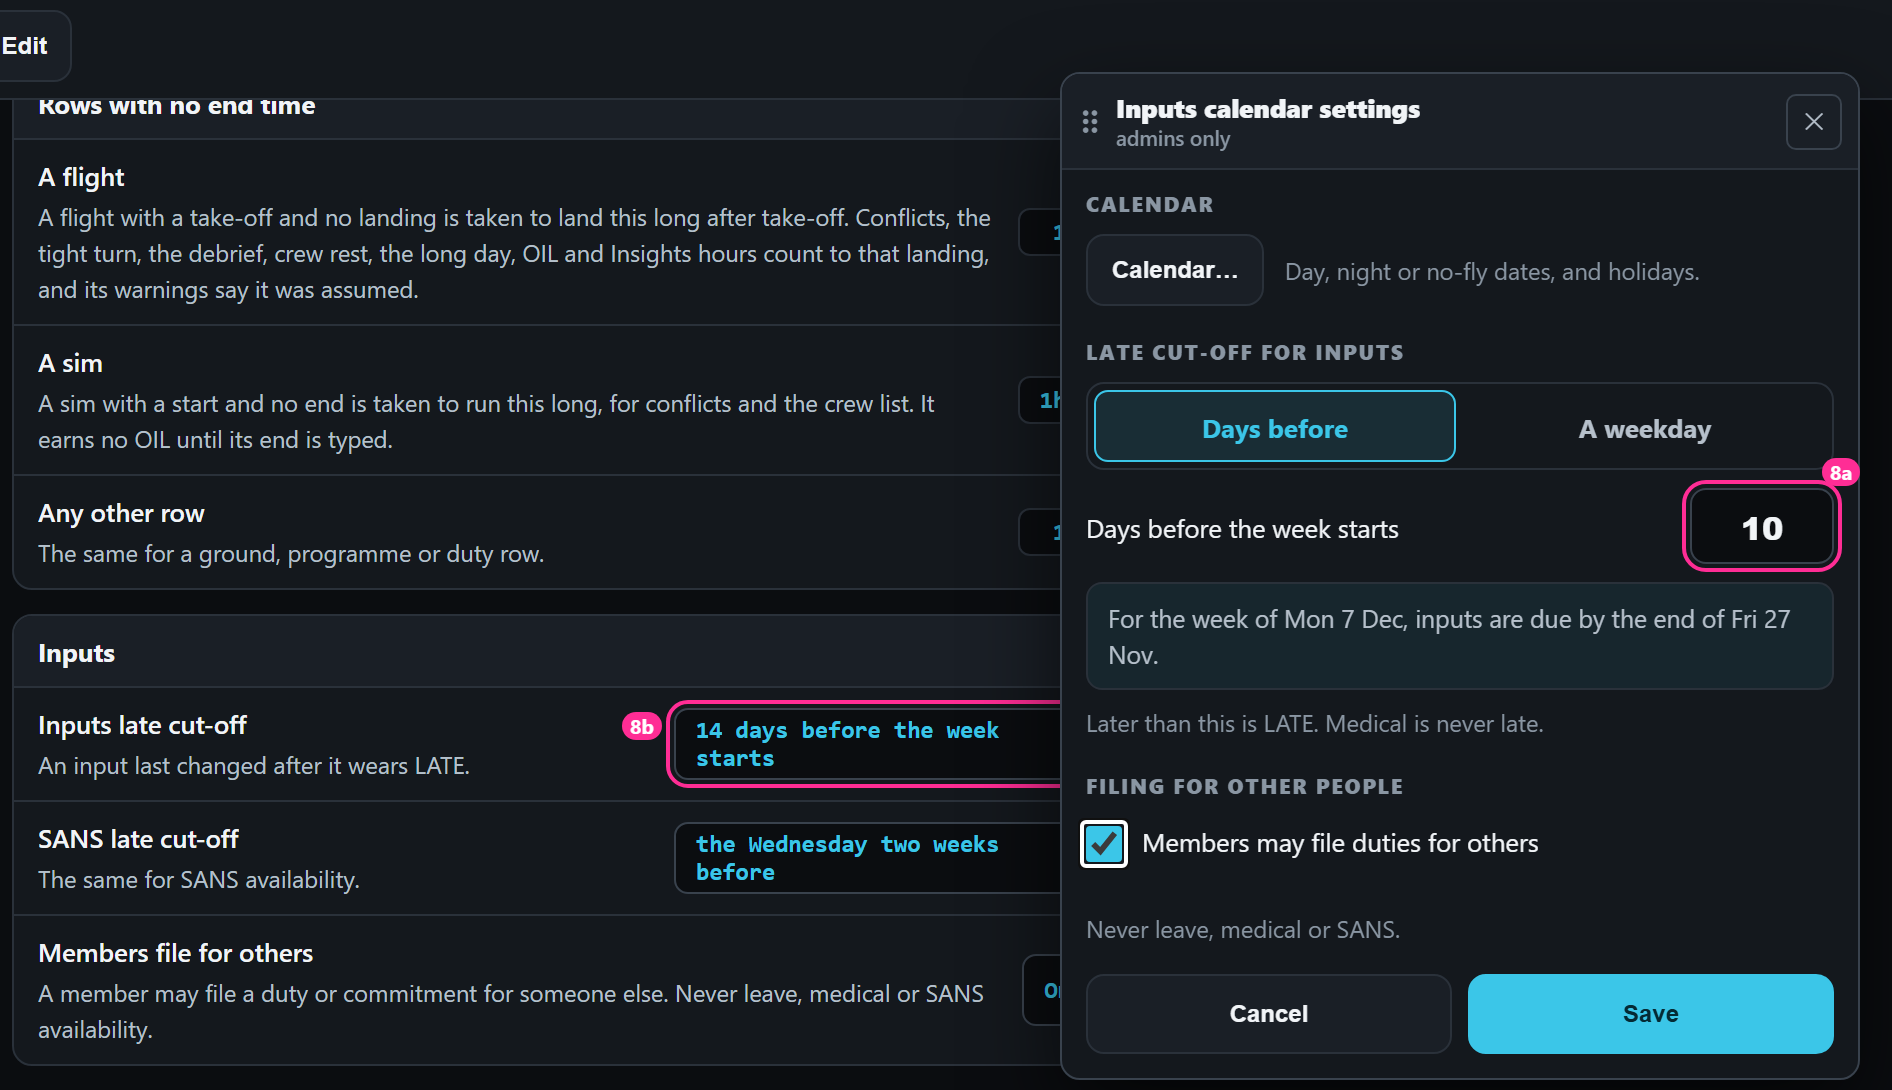 Edit
Rows with no end time
A flight
A flight with a take-off and no landing is taken to land this long after take-off. Conflicts, the
tight turn, the debrief, crew rest, the long day, OIL and Insights hours count to that landing,
and its warnings say it was assumed.
A sim
A sim with a start and no end is taken to run this long, for conflicts and the crew list. It
earns no OIL until its end is typed.
Any other row
The same for a ground, programme or duty row.
Inputs
Inputs late cut-off
An input last changed after it wears LATE.
8b
14 days before the week
starts
SANS late cut-off
The same for SANS availability.
the Wednesday two weeks
before
Members file for others
A member may file a duty or commitment for someone else. Never leave, medical or SANS
availability.
Inputs calendar settings
admins only
CALENDAR
Calendar...
Day, night or no-fly dates, and holidays.
LATE CUT-OFF FOR INPUTS
Days before
A weekday
8a
Days before the week starts
10
For the week of Mon 7 Dec, inputs are due by the end of Fri 27
Nov.
Later than this is LATE. Medical is never late.
FILING FOR OTHER PEOPLE
Members may file duties for others
Never leave, medical or SANS.
Cancel
Save